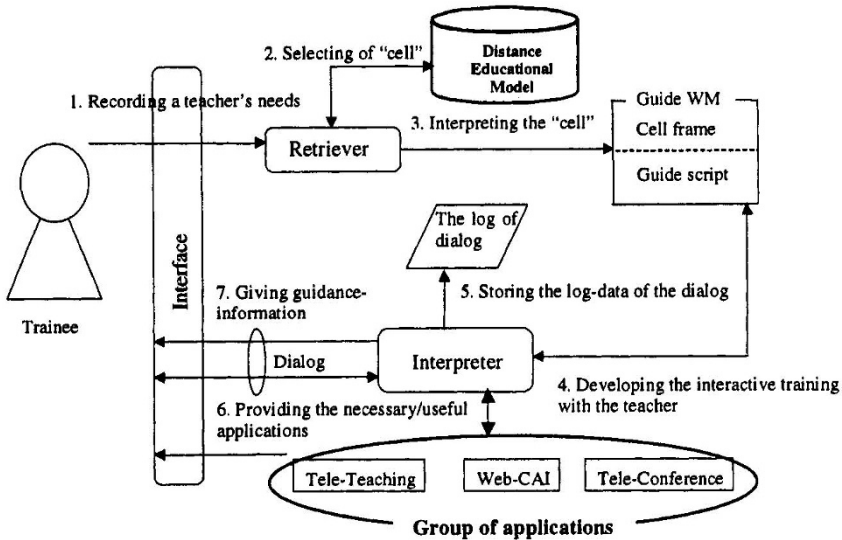 2. Selecting of “cell”
Distance
Educational
Model
1. Recording a teacher’s needs
Guide WM
Cell frame
3. Interpreting the “cell”
Retriever
Guide script
The log of
dialog
Interface
7. Giving guidance-
information
5. Storing the log-data of the dialog
Trainee
Dialog
Interpreter
4. Developing the interactive training
with the teacher
6. Providing the necessary/useful
applications
Tele-Teaching
Web-CAI
Tele-Conference
Group of applications